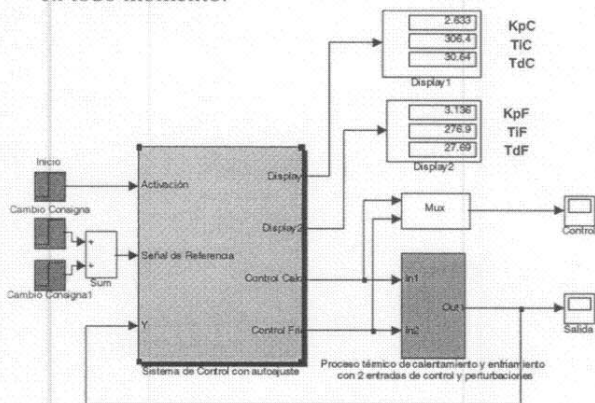 2.633
306.4
30.64
Display1
KpC
TiC
TdC
3.136
276.9
27.69
Display2
KpF
TiF
TdF
Inicio
Cambio Consigna
Cambio Consigna1
+
+
Sum
Activación
Señal de Referencia
Y
Display
Display2
Control Calo
Control Frio
Sistema de Control con autoajuste
Mux
In1
In2
Out1
Proceso térmico de calentamiento y enfriamiento
con 2 entradas de control y perturbaciones
Control
Salida